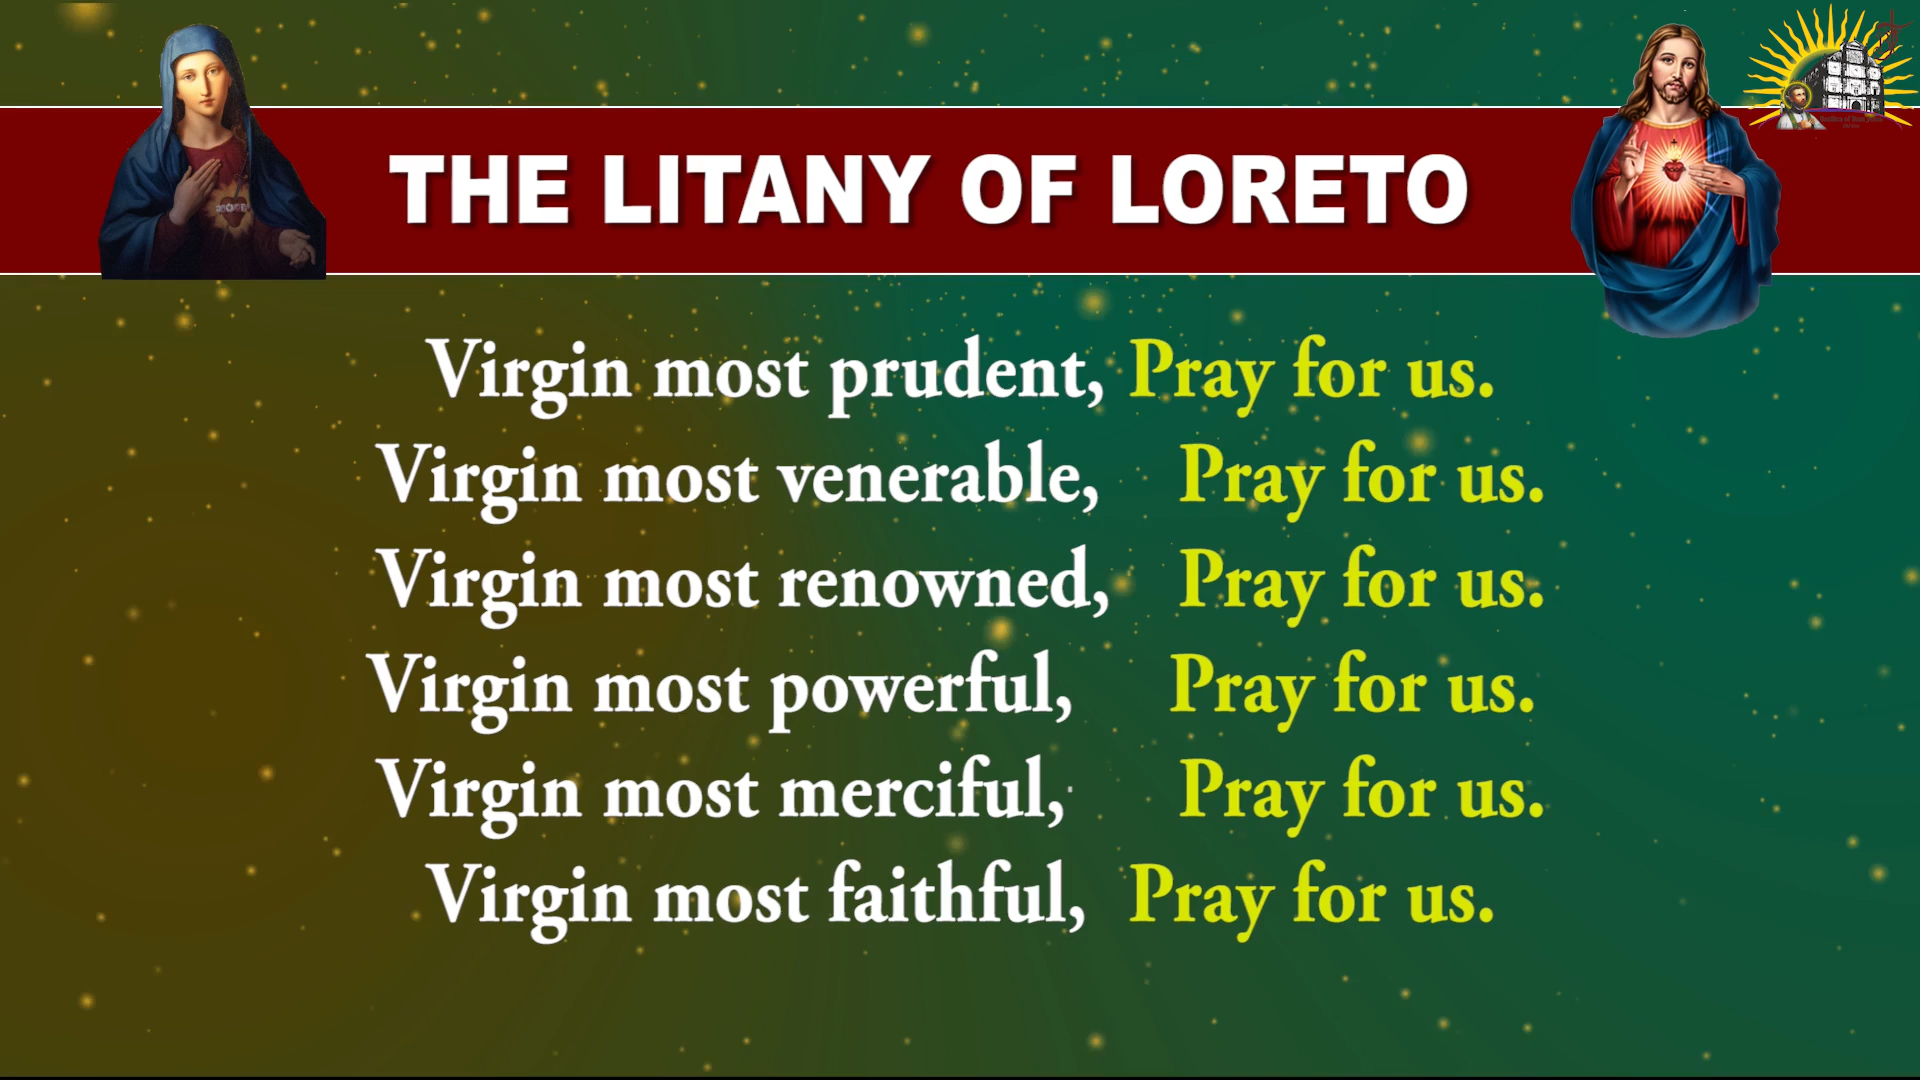 THE LITANY OF LORETO
Virgin most prudent, Pray for us.
Virgin most venerable, Pray for us.
Virgin most renowned, Pray for us.
Virgin most powerful, Pray for us.
Virgin most merciful, Pray for us.
Virgin most faithful, Pray for us.